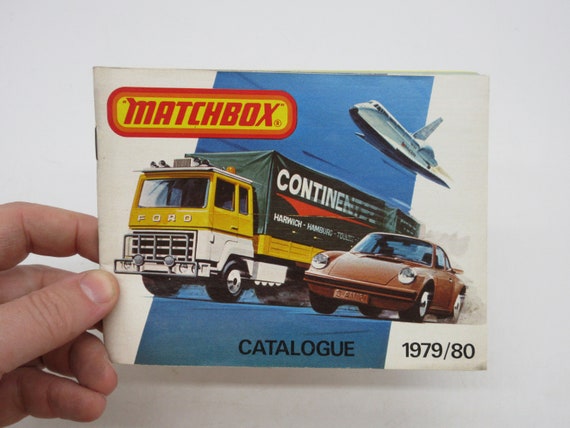 "MATCHBOX"®
CONTINE
HARWICH - HAMBURG -
FORD
CATALOGUE 1979/80